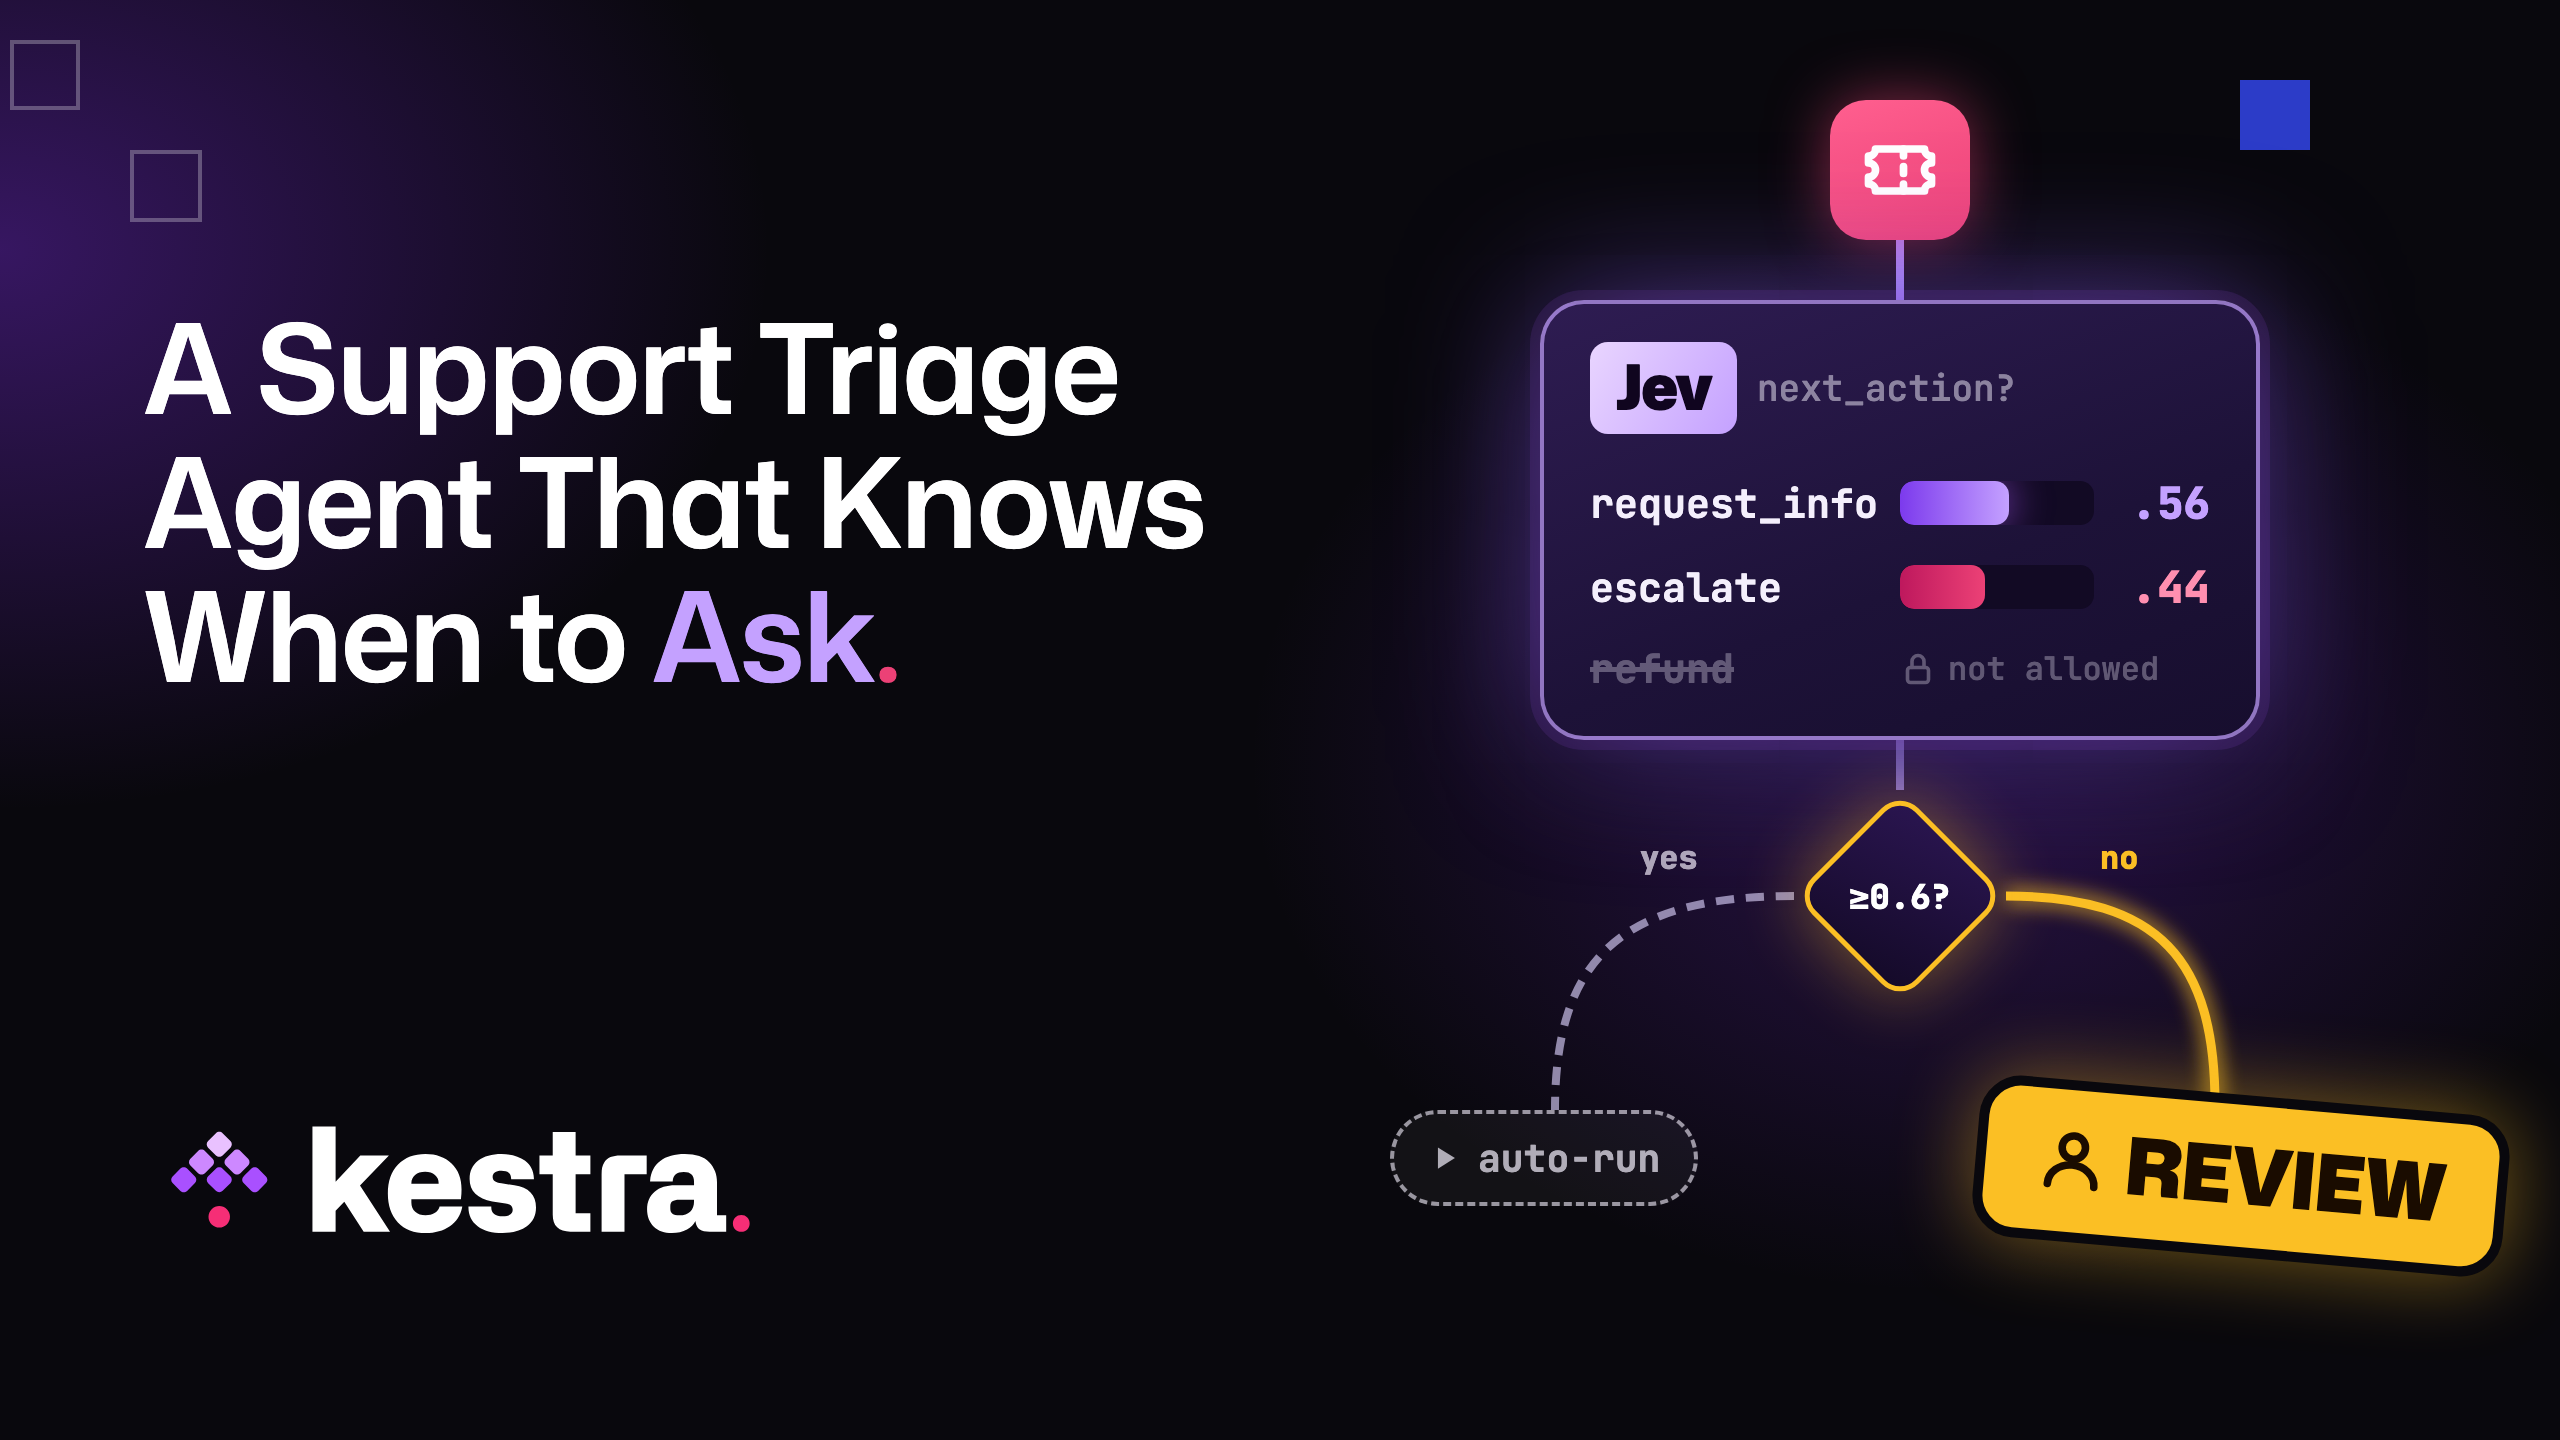 A Support Triage
Agent That Knows
When to Ask.
kestra.
Jev next_action?
request_info .56
escalate .44
refund not allowed
≥0.6?
yes
no
auto-run
REVIEW